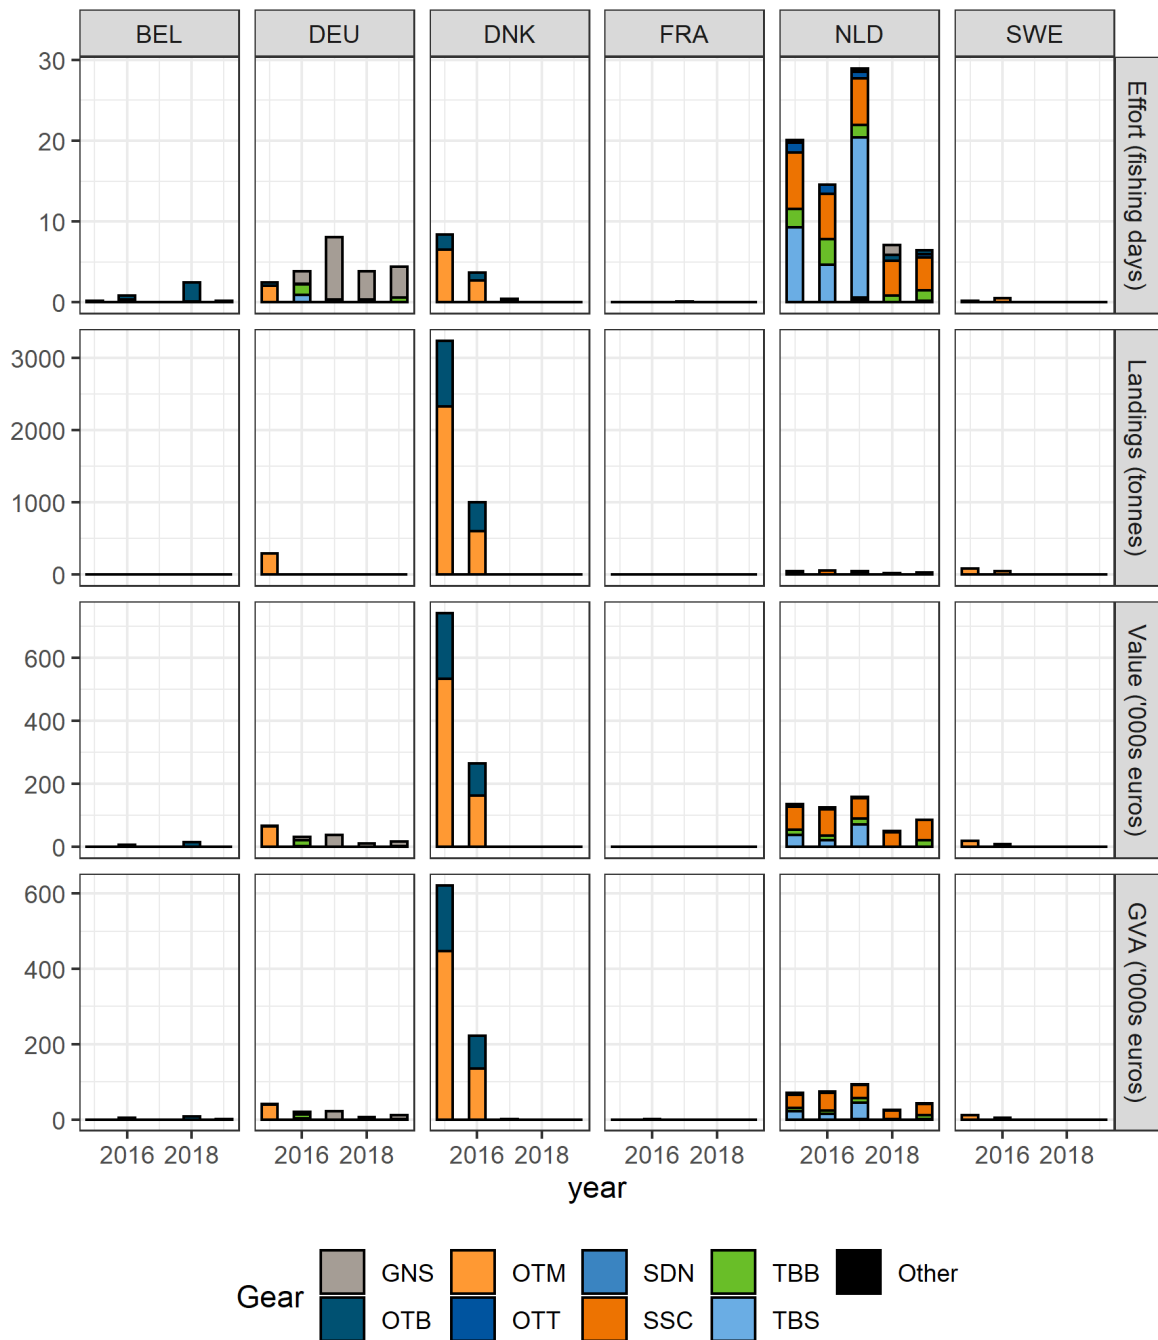 BEL DEU DNK FRA NLD SWE
30
20
10
0
Effort (fishing days)
3000
2000
1000
0
Landings (tonnes)
600
400
200
0
Value ('000s euros)
600
400
200
0
GVA ('000s euros)
2016 2018 2016 2018 2016 2018 2016 2018 2016 2018 2016 2018
year
Gear
GNS OTM SDN TBB Other
OTB OTT SSC TBS